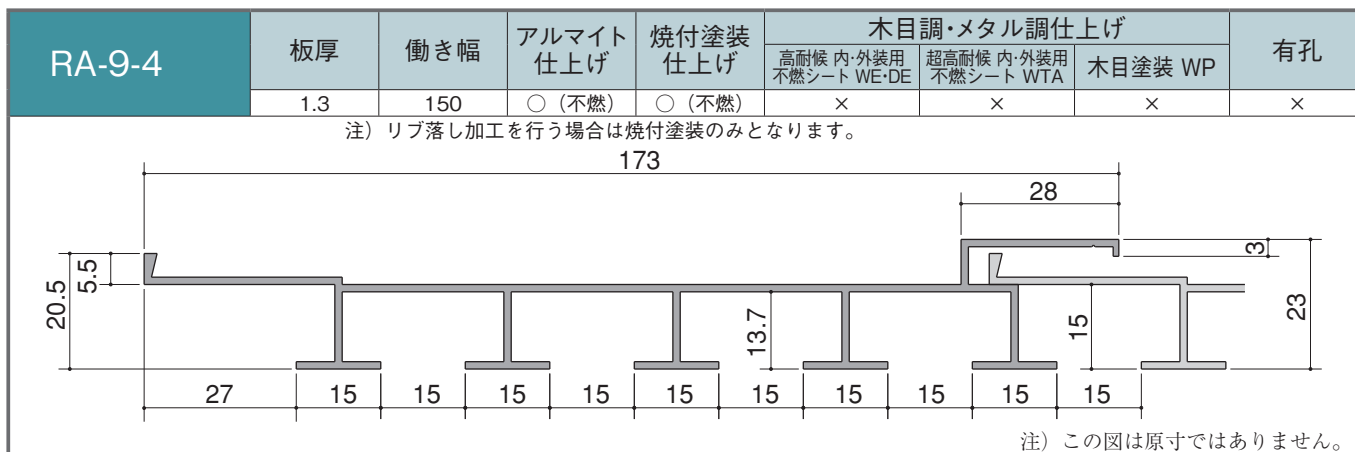 RA-9-4
板厚
働き幅
アルマイト
仕上げ
焼付塗装
仕上げ
木目調・メタル調仕上げ
高耐候 内・外装用
不燃シート WE・DE
超高耐候 内・外装用
不燃シート WTA
木目塗装 WP
有孔
1.3 150 ○（不燃） ○（不燃） × × × ×
注）リブ落し加工を行う場合は焼付塗装のみとなります。
173
28
3
5.5
20.5
13.7
15
23
27 15 15 15 15 15 15 15 15 15 15
注）この図は原寸ではありません。